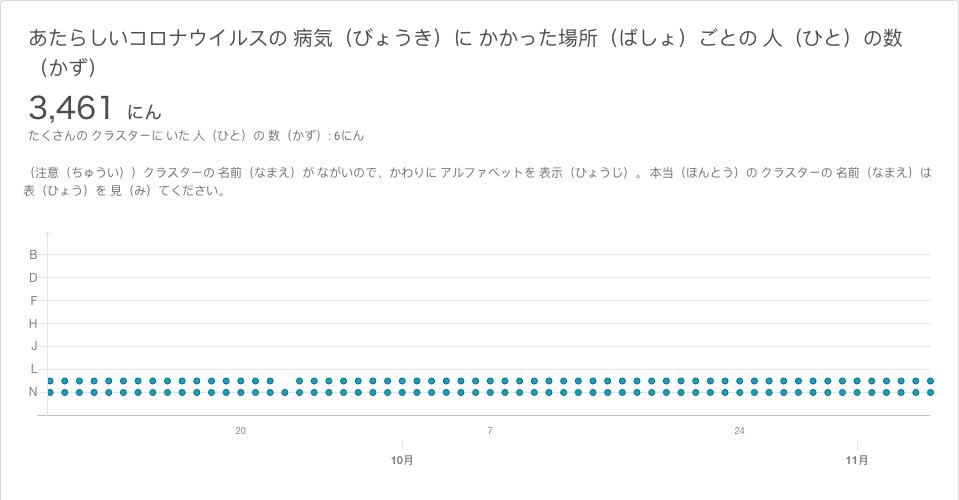 あたらしいコロナウイルスの 病気（びょうき）に かかった場所（ばしょ）ごとの 人（ひと）の数
（かず）
3,461 にん
たくさんの クラスターに いた 人（ひと）の 数（かず）: 6にん
（注意（ちゅうい））クラスターの 名前（なまえ）が ながいので、かわりに アルファベットを 表示（ひょうじ）。 本当（ほんとう）の クラスターの 名前（なまえ）は
表（ひょう）を 見（み）てください。
B
D
F
H
J
L
N
20 7 24
10月 11月